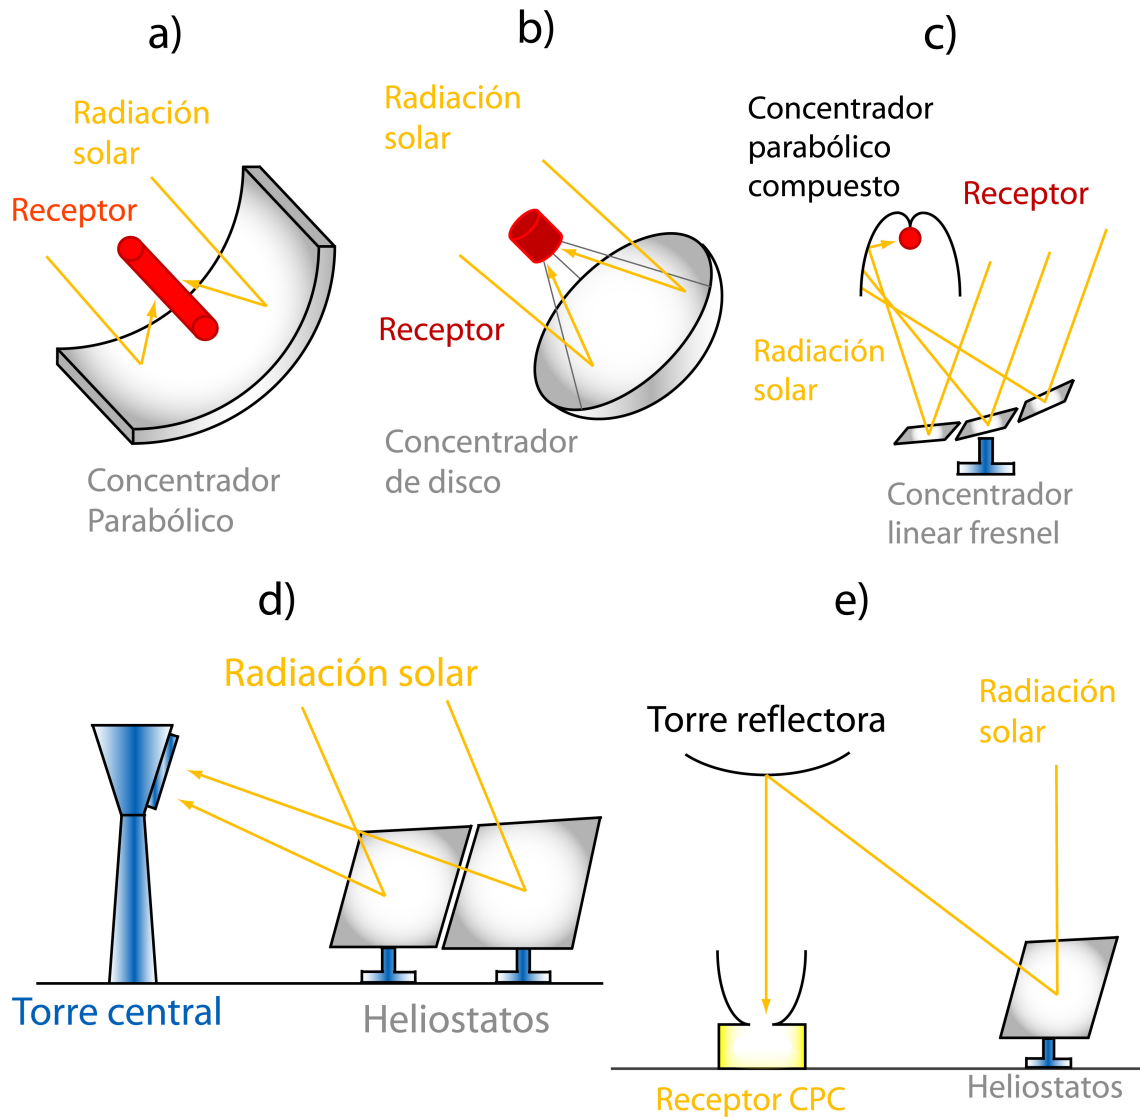 a)
Radiación
solar
Receptor
Concentrador
Parabólico
b)
Radiación
solar
Receptor
Concentrador
de disco
c)
Concentrador
parabólico
compuesto
Receptor
Radiación
solar
Concentrador
linear fresnel
d)
Radiación solar
Torre central
Heliostatos
e)
Torre reflectora
Radiación
solar
Receptor CPC
Heliostatos